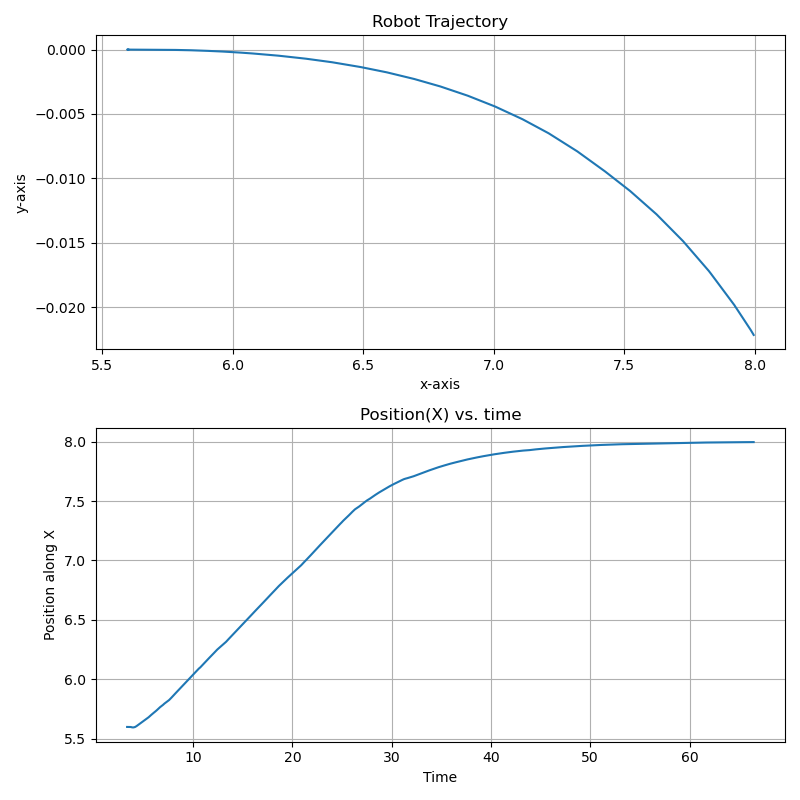 Robot Trajectory
0.000
−0.005
−0.010
−0.015
−0.020
y-axis
5.5 6.0 6.5 7.0 7.5 8.0
x-axis
Position(X) vs. time
8.0
7.5
7.0
6.5
6.0
5.5
Position along X
10 20 30 40 50 60
Time